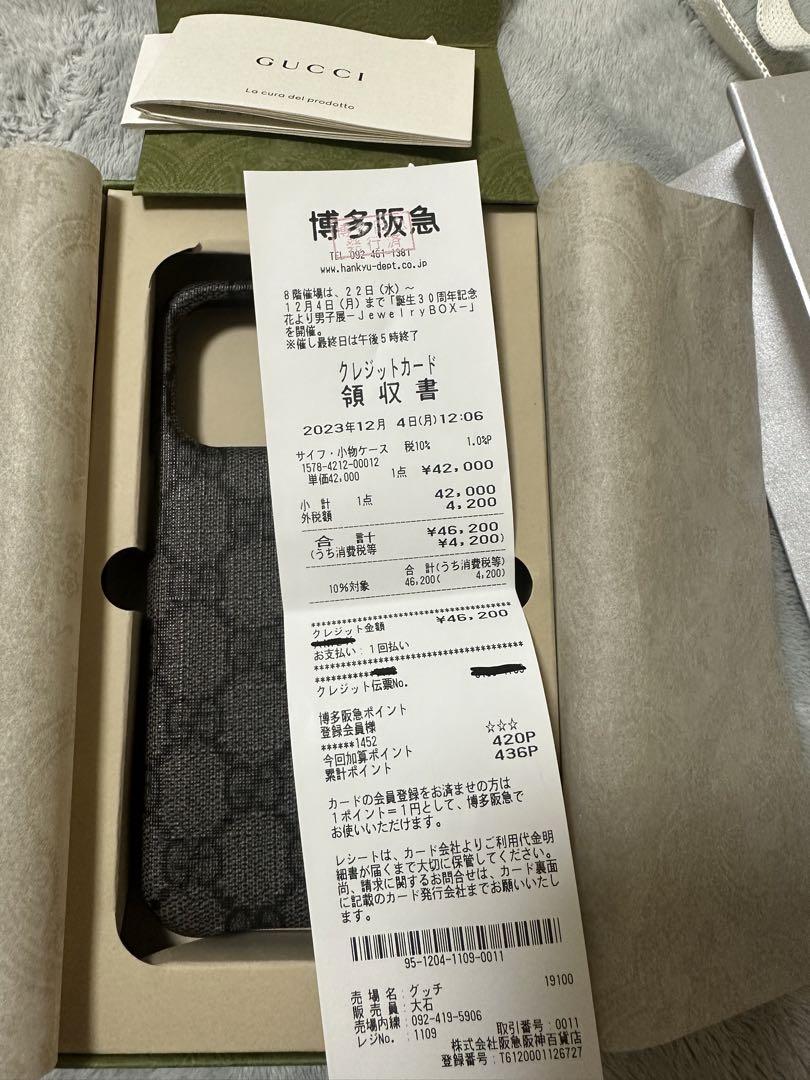 GUCCI
La cura del prodotto
博多阪急
発行済
TEL 092-461-1381
www.hankyu-dept.co.jp
8階催場は、22日（水）～
12月4日（月）まで「誕生30周年記念
花より男子展－JewelryBOX－」
を開催。
※催し最終日は午後5時終了
クレジットカード
領収書
2023年12月 4日(月)12:06
サイフ・小物ケース 税10% 1.0%P
1578-4212-00012
単価42,000 1点 ¥42,000
小計 1点 42,000
外税額 4,200
合計 ¥46,200
(うち消費税等 ¥4,200)
合計(うち消費税等)
10%対象 46,200( 4,200)
クレジット金額 ¥46,200
お支払い：1回払い
クレジット伝票No.
博多阪急ポイント
登録会員様 ☆☆☆
******1452
今回加算ポイント 420P
累計ポイント 436P
カードの会員登録をお済ませの方は
1ポイント＝1円として、博多阪急で
お使いいただけます。
レシートは、カード会社よりご利用代金明
細書が届くまで大切に保管してください。
尚、請求に関するお問合せは、カード裏面
に記載のカード発行会社までお願いいたし
ます。
95-1204-1109-0011
売場名：グッチ 19100
販売員：大石
売場内線：092-419-5906
レジNo.：1109 取引番号：0011
株式会社阪急阪神百貨店
登録番号：T6120001126727